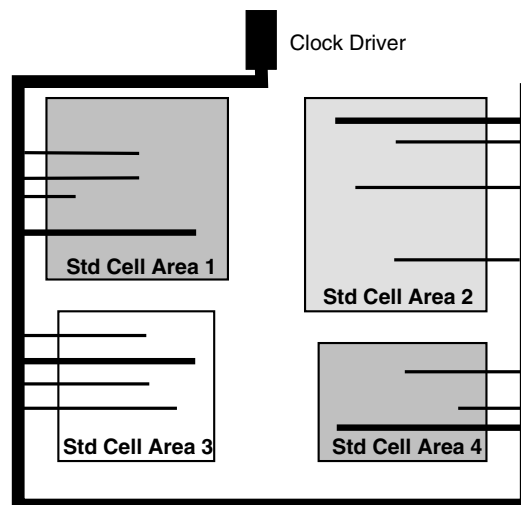 Clock Driver
Std Cell Area 1
Std Cell Area 2
Std Cell Area 3
Std Cell Area 4